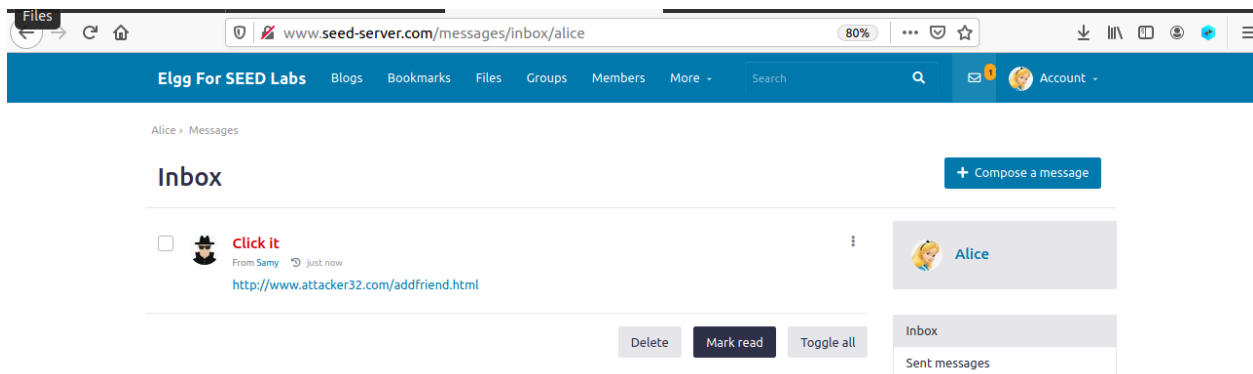 Files
www.seed-server.com/messages/inbox/alice
80%
Elgg For SEED Labs Blogs Bookmarks Files Groups Members More Search 1 Account
Alice › Messages
Inbox
+ Compose a message
Click it
From Samy just now
http://www.attacker32.com/addfriend.html
Alice
Delete Mark read Toggle all
Inbox
Sent messages